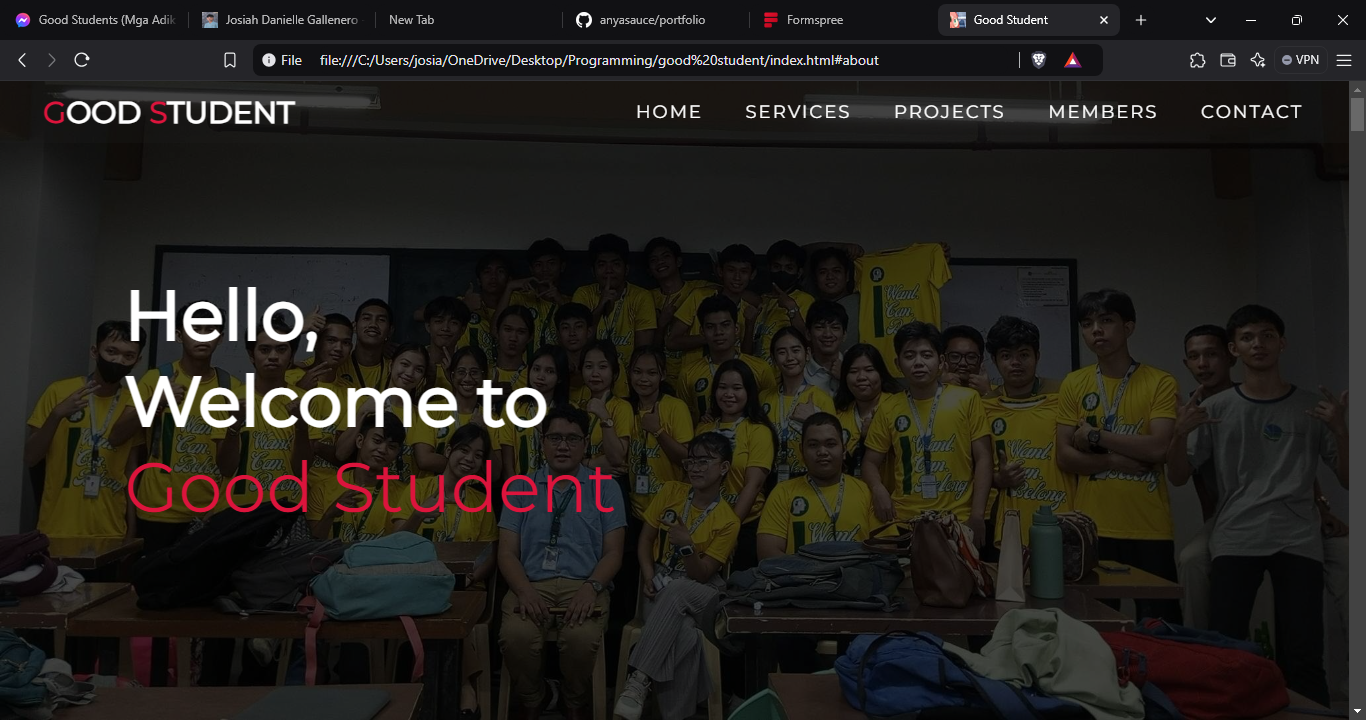 Good Students (Mga Adik
Josiah Danielle Gallenero -
New Tab
anyasauce/portfolio
Formspree
Good Student
File
file:///C:/Users/josia/OneDrive/Desktop/Programming/good%20student/index.html#about
VPN
GOOD STUDENT
HOME
SERVICES
PROJECTS
MEMBERS
CONTACT
Hello,
Welcome to
Good Student